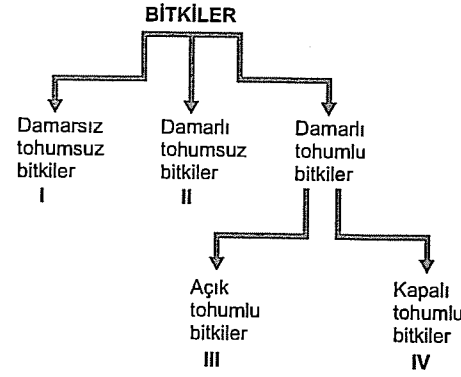 BİTKİLER
Damarsız
tohumsuz
bitkiler
I
Damarlı
tohumsuz
bitkiler
II
Damarlı
tohumlu
bitkiler
Açık
tohumlu
bitkiler
III
Kapalı
tohumlu
bitkiler
IV